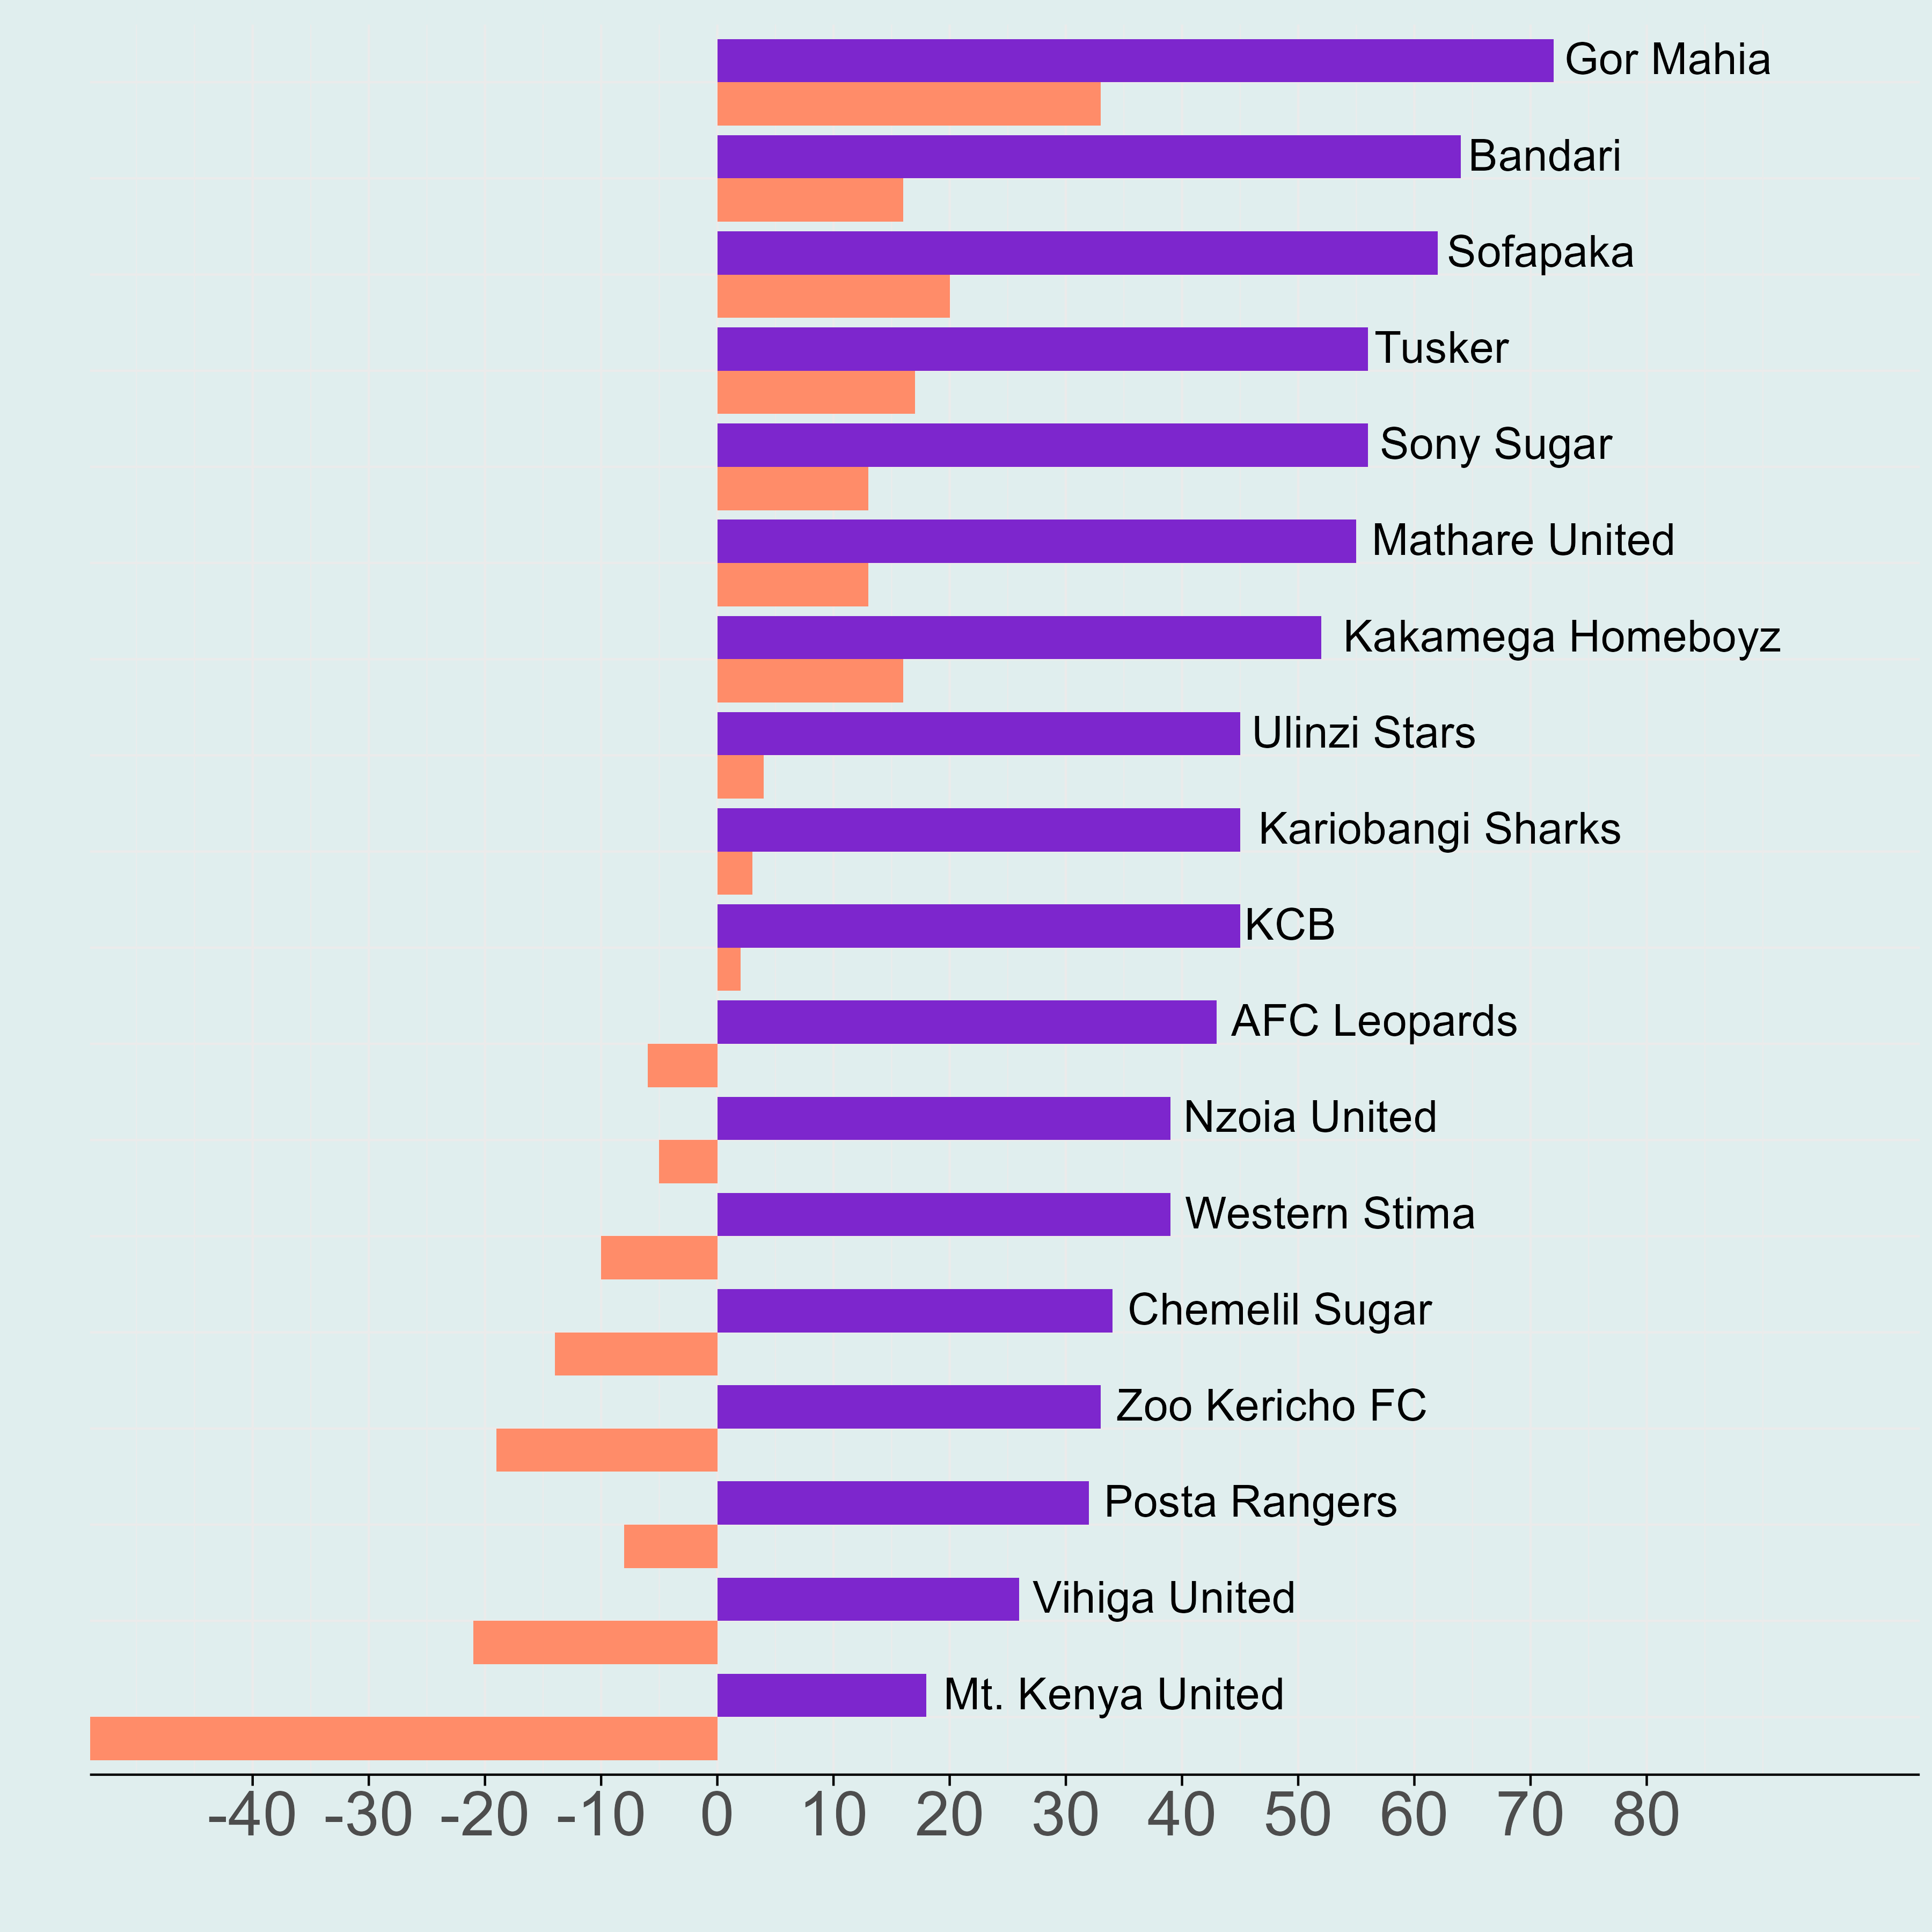 Gor Mahia
Bandari
Sofapaka
Tusker
Sony Sugar
Mathare United
Kakamega Homeboyz
Ulinzi Stars
Kariobangi Sharks
KCB
AFC Leopards
Nzoia United
Western Stima
Chemelil Sugar
Zoo Kericho FC
Posta Rangers
Vihiga United
Mt. Kenya United
-40 -30 -20 -10 0 10 20 30 40 50 60 70 80